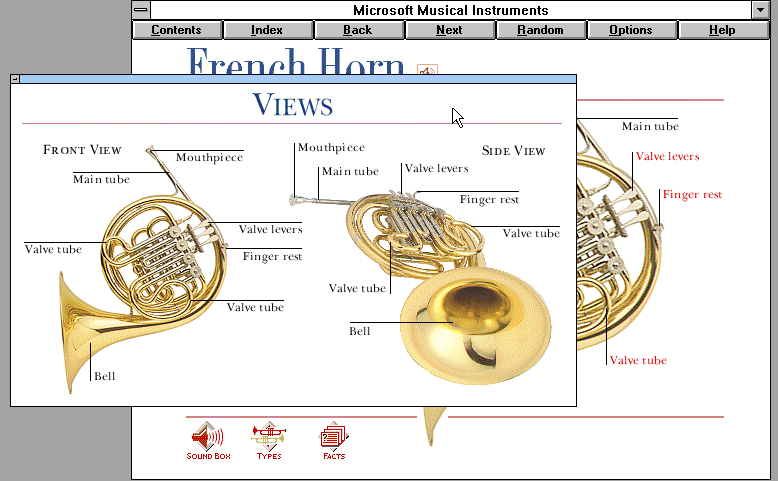 Microsoft Musical Instruments
Contents Index Back Next Random Options Help
French Horn
VIEWS
FRONT VIEW
Mouthpiece
Main tube
Valve tube
Valve levers
Finger rest
Valve tube
Bell
SIDE VIEW
Mouthpiece
Main tube
Valve levers
Finger rest
Valve tube
Valve tube
Bell
Main tube
Valve levers
Finger rest
Valve tube
SOUND BOX
TYPES
FACTS